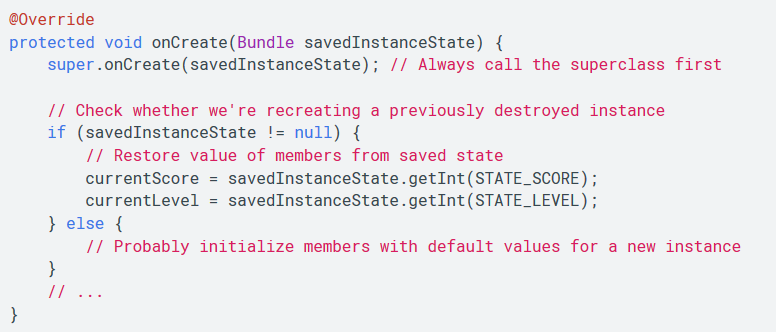 @Override
protected void onCreate(Bundle savedInstanceState) {
    super.onCreate(savedInstanceState); // Always call the superclass first

    // Check whether we're recreating a previously destroyed instance
    if (savedInstanceState != null) {
        // Restore value of members from saved state
        currentScore = savedInstanceState.getInt(STATE_SCORE);
        currentLevel = savedInstanceState.getInt(STATE_LEVEL);
    } else {
        // Probably initialize members with default values for a new instance
    }
    // ...
}